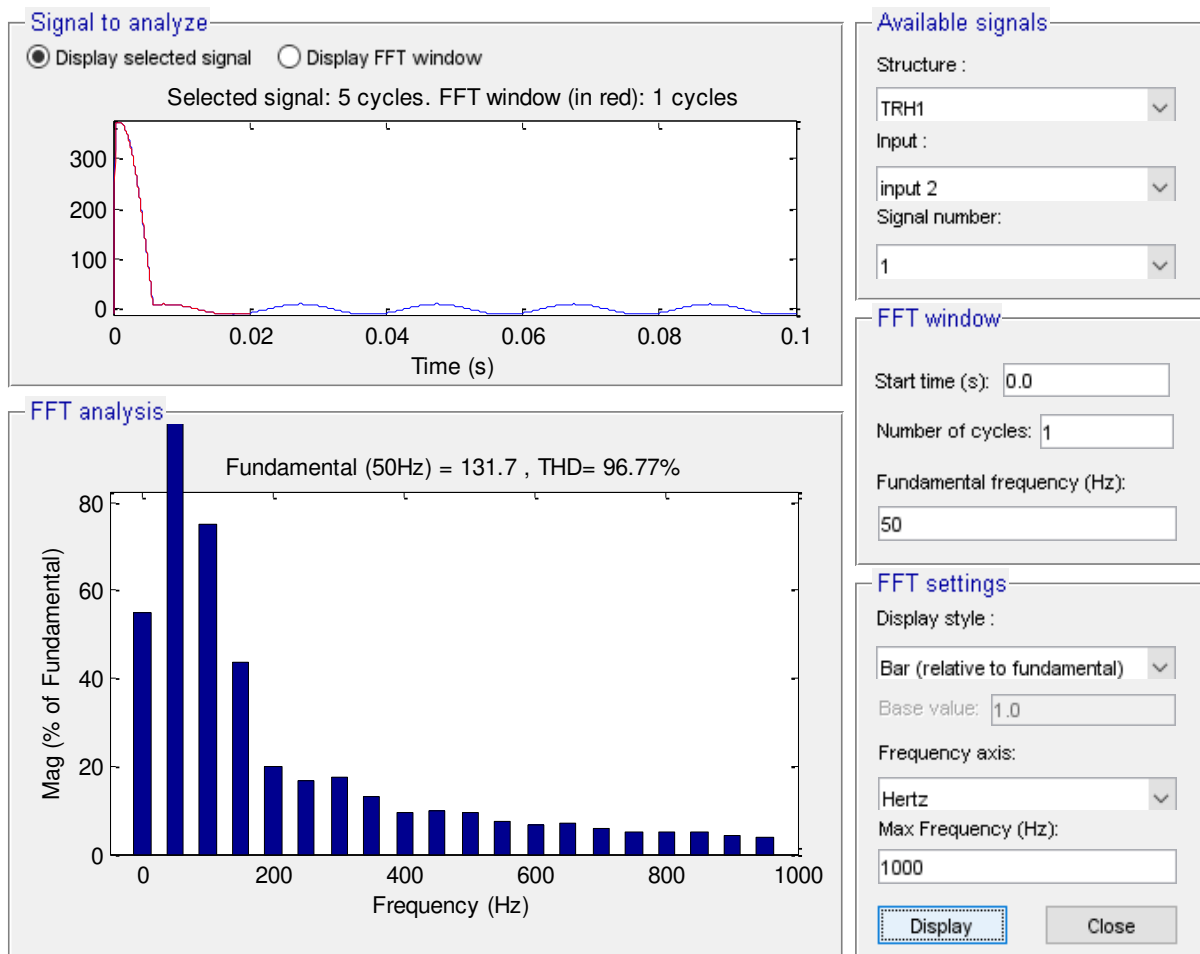 Signal to analyze
Display selected signal Display FFT window
Selected signal: 5 cycles. FFT window (in red): 1 cycles
300
200
100
0
0 0.02 0.04 0.06 0.08 0.1
Time (s)
FFT analysis
Fundamental (50Hz) = 131.7 , THD= 96.77%
Mag (% of Fundamental)
80
60
40
20
0
0 200 400 600 800 1000
Frequency (Hz)
Available signals
Structure :
TRH1
Input :
input 2
Signal number:
1
FFT window
Start time (s): 0.0
Number of cycles: 1
Fundamental frequency (Hz):
50
FFT settings
Display style :
Bar (relative to fundamental)
Base value: 1.0
Frequency axis:
Hertz
Max Frequency (Hz):
1000
Display Close